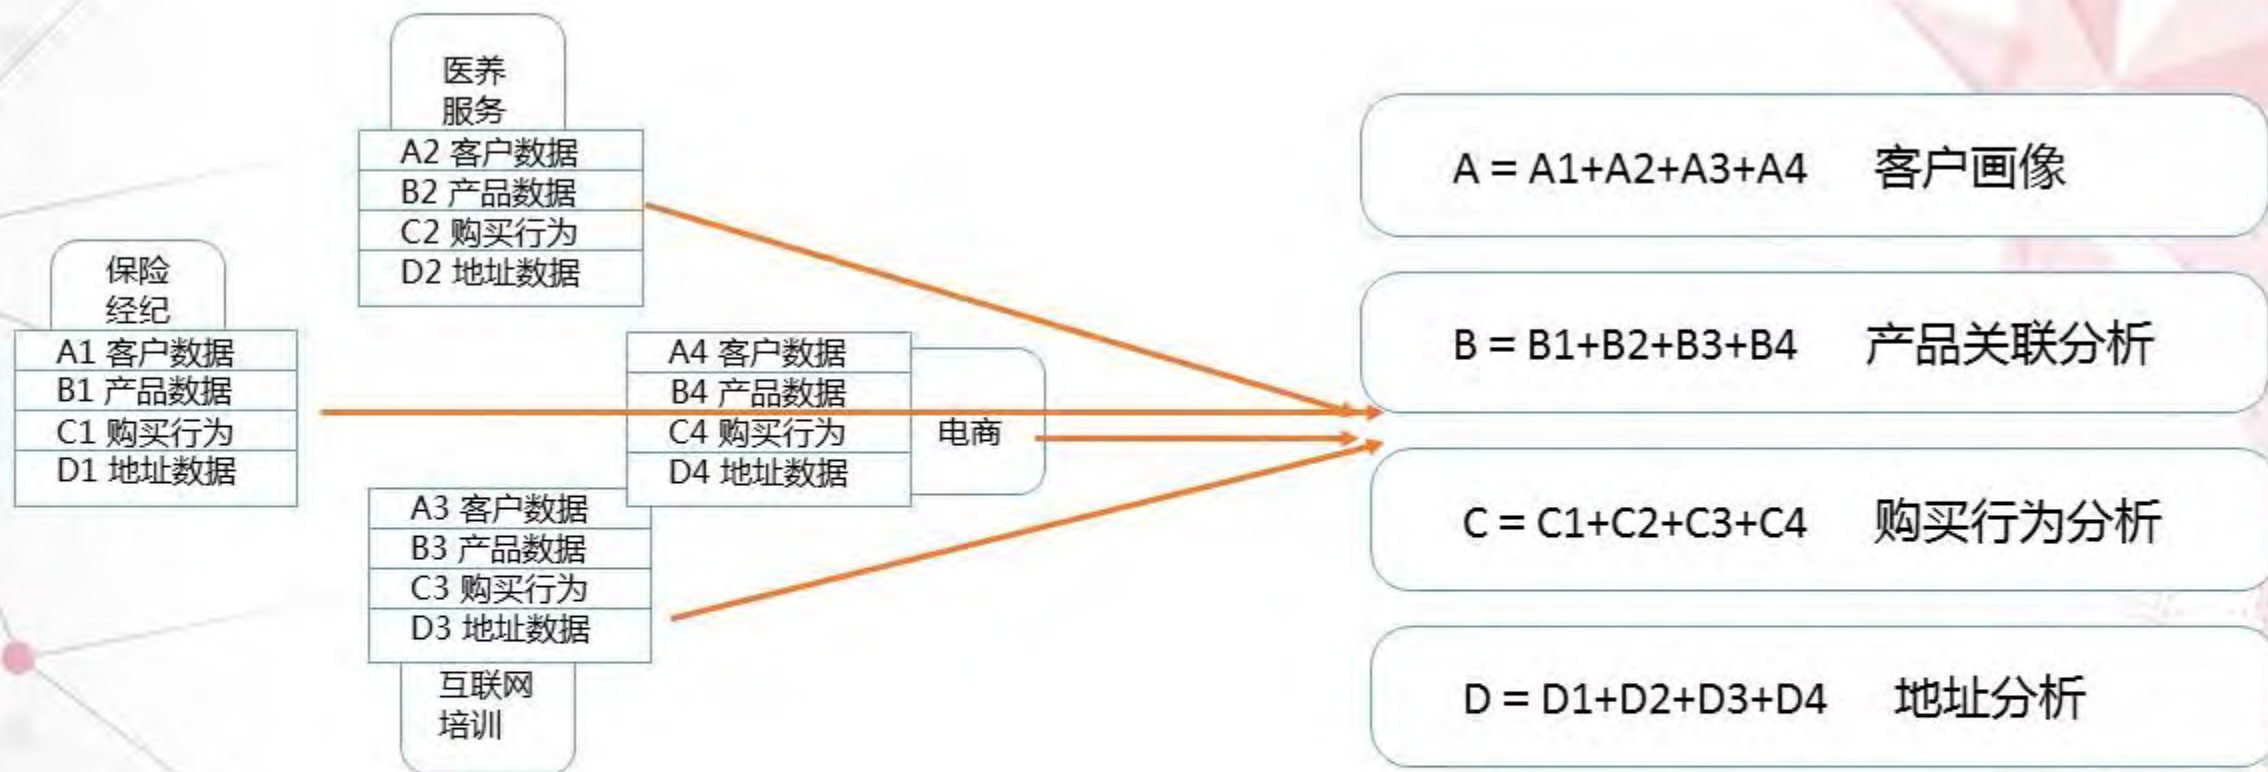 医养
服务
A2 客户数据
B2 产品数据
C2 购买行为
D2 地址数据
保险
经纪
A1 客户数据
B1 产品数据
C1 购买行为
D1 地址数据
A4 客户数据
B4 产品数据
C4 购买行为
D4 地址数据
电商
A3 客户数据
B3 产品数据
C3 购买行为
D3 地址数据
互联网
培训
A = A1+A2+A3+A4 客户画像
B = B1+B2+B3+B4 产品关联分析
C = C1+C2+C3+C4 购买行为分析
D = D1+D2+D3+D4 地址分析